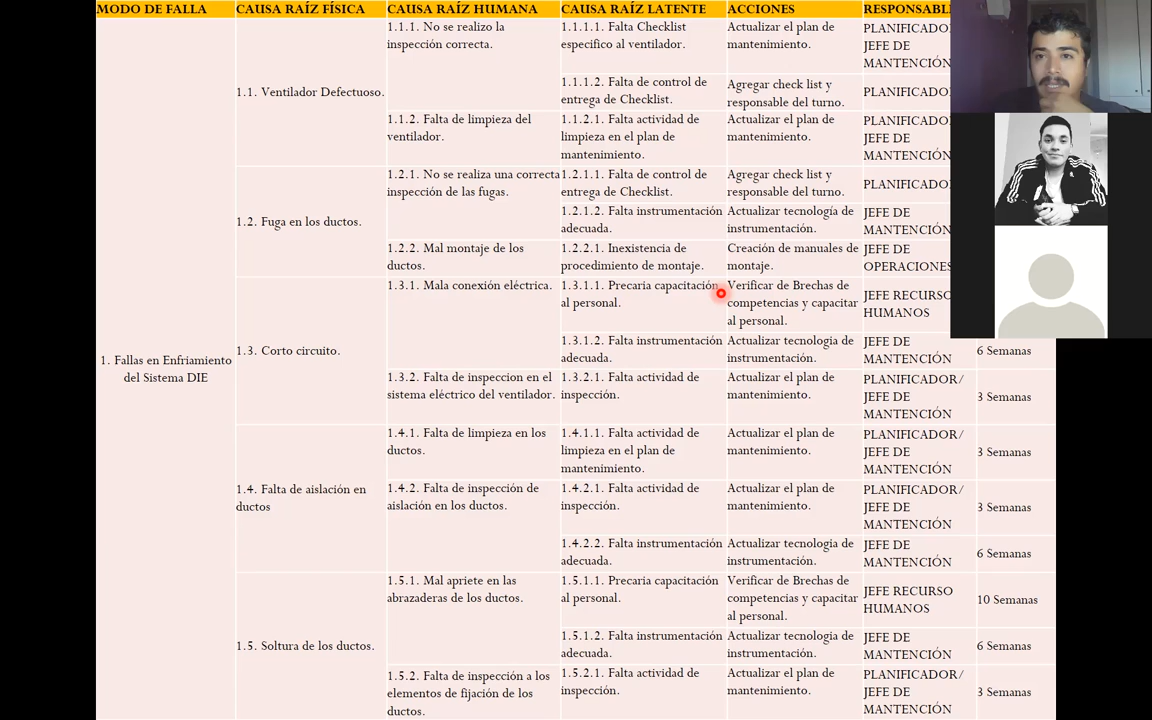 MODO DE FALLA
CAUSA RAÍZ FÍSICA
CAUSA RAÍZ HUMANA
CAUSA RAÍZ LATENTE
ACCIONES
RESPONSABL
1. Fallas en Enfriamiento
del Sistema DIE
1.1. Ventilador Defectuoso.
1.1.1. No se realizo la
inspección correcta.
1.1.1.1. Falta Checklist
especifico al ventilador.
Actualizar el plan de
mantenimiento.
PLANIFICADO
JEFE DE
MANTENCIÓN
1.1.1.2. Falta de control de
entrega de Checklist.
Agregar check list y
responsable del turno.
PLANIFICADO
1.1.2. Falta de limpieza del
ventilador.
1.1.2.1. Falta actividad de
limpieza en el plan de
mantenimiento.
Actualizar el plan de
mantenimiento.
PLANIFICADO
JEFE DE
MANTENCIÓN
1.2. Fuga en los ductos.
1.2.1. No se realiza una correcta
inspección de las fugas.
1.2.1.1. Falta de control de
entrega de Checklist.
Agregar check list y
responsable del turno.
PLANIFICADO
1.2.1.2. Falta instrumentación
adecuada.
Actualizar tecnología de
instrumentación.
JEFE DE
MANTENCIÓN
1.2.2. Mal montaje de los
ductos.
1.2.2.1. Inexistencia de
procedimiento de montaje.
Creación de manuales de
montaje.
JEFE DE
OPERACIONES
1.3. Corto circuito.
1.3.1. Mala conexión eléctrica.
1.3.1.1. Precaria capacitación
al personal.
Verificar de Brechas de
competencias y capacitar
al personal.
JEFE RECURSO
HUMANOS
1.3.1.2. Falta instrumentación
adecuada.
Actualizar tecnologia de
instrumentación.
JEFE DE
MANTENCIÓN
6 Semanas
1.3.2. Falta de inspeccion en el
sistema eléctrico del ventilador.
1.3.2.1. Falta actividad de
inspección.
Actualizar el plan de
mantenimiento.
PLANIFICADOR/
JEFE DE
MANTENCIÓN
3 Semanas
1.4. Falta de aislación en
ductos
1.4.1. Falta de limpieza en los
ductos.
1.4.1.1. Falta actividad de
limpieza en el plan de
mantenimiento.
Actualizar el plan de
mantenimiento.
PLANIFICADOR/
JEFE DE
MANTENCIÓN
3 Semanas
1.4.2. Falta de inspección de
aislación en los ductos.
1.4.2.1. Falta actividad de
inspección.
Actualizar el plan de
mantenimiento.
PLANIFICADOR/
JEFE DE
MANTENCIÓN
3 Semanas
1.4.2.2. Falta instrumentación
adecuada.
Actualizar tecnologia de
instrumentación.
JEFE DE
MANTENCIÓN
6 Semanas
1.5. Soltura de los ductos.
1.5.1. Mal apriete en las
abrazaderas de los ductos.
1.5.1.1. Precaria capacitación
al personal.
Verificar de Brechas de
competencias y capacitar
al personal.
JEFE RECURSO
HUMANOS
10 Semanas
1.5.1.2. Falta instrumentación
adecuada.
Actualizar tecnologia de
instrumentación.
JEFE DE
MANTENCIÓN
6 Semanas
1.5.2. Falta de inspección a los
elementos de fijación de los
ductos.
1.5.2.1. Falta actividad de
inspección.
Actualizar el plan de
mantenimiento.
PLANIFICADOR/
JEFE DE
MANTENCIÓN
3 Semanas